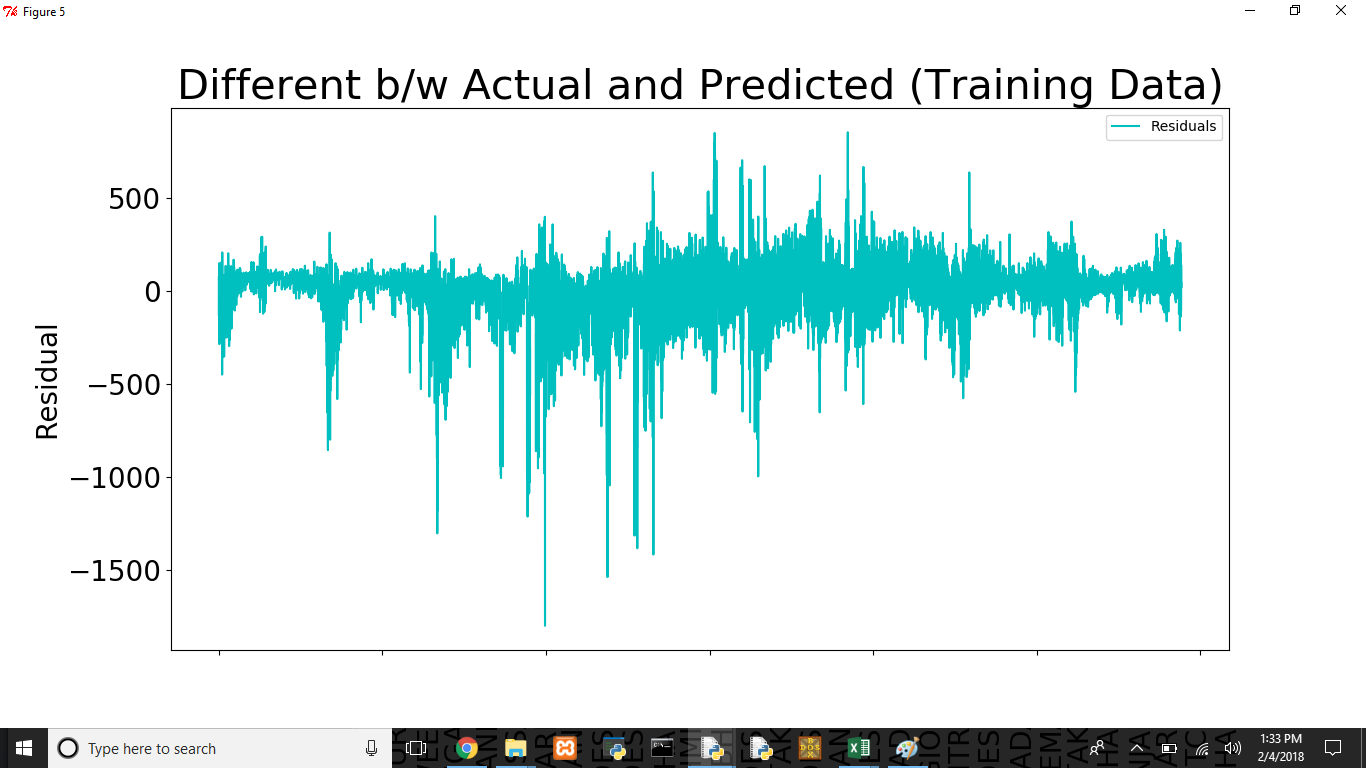 Figure 5
Different b/w Actual and Predicted (Training Data)
Residuals
500
0
−500
−1000
−1500
Residual
Type here to search
1:33 PM
2/4/2018